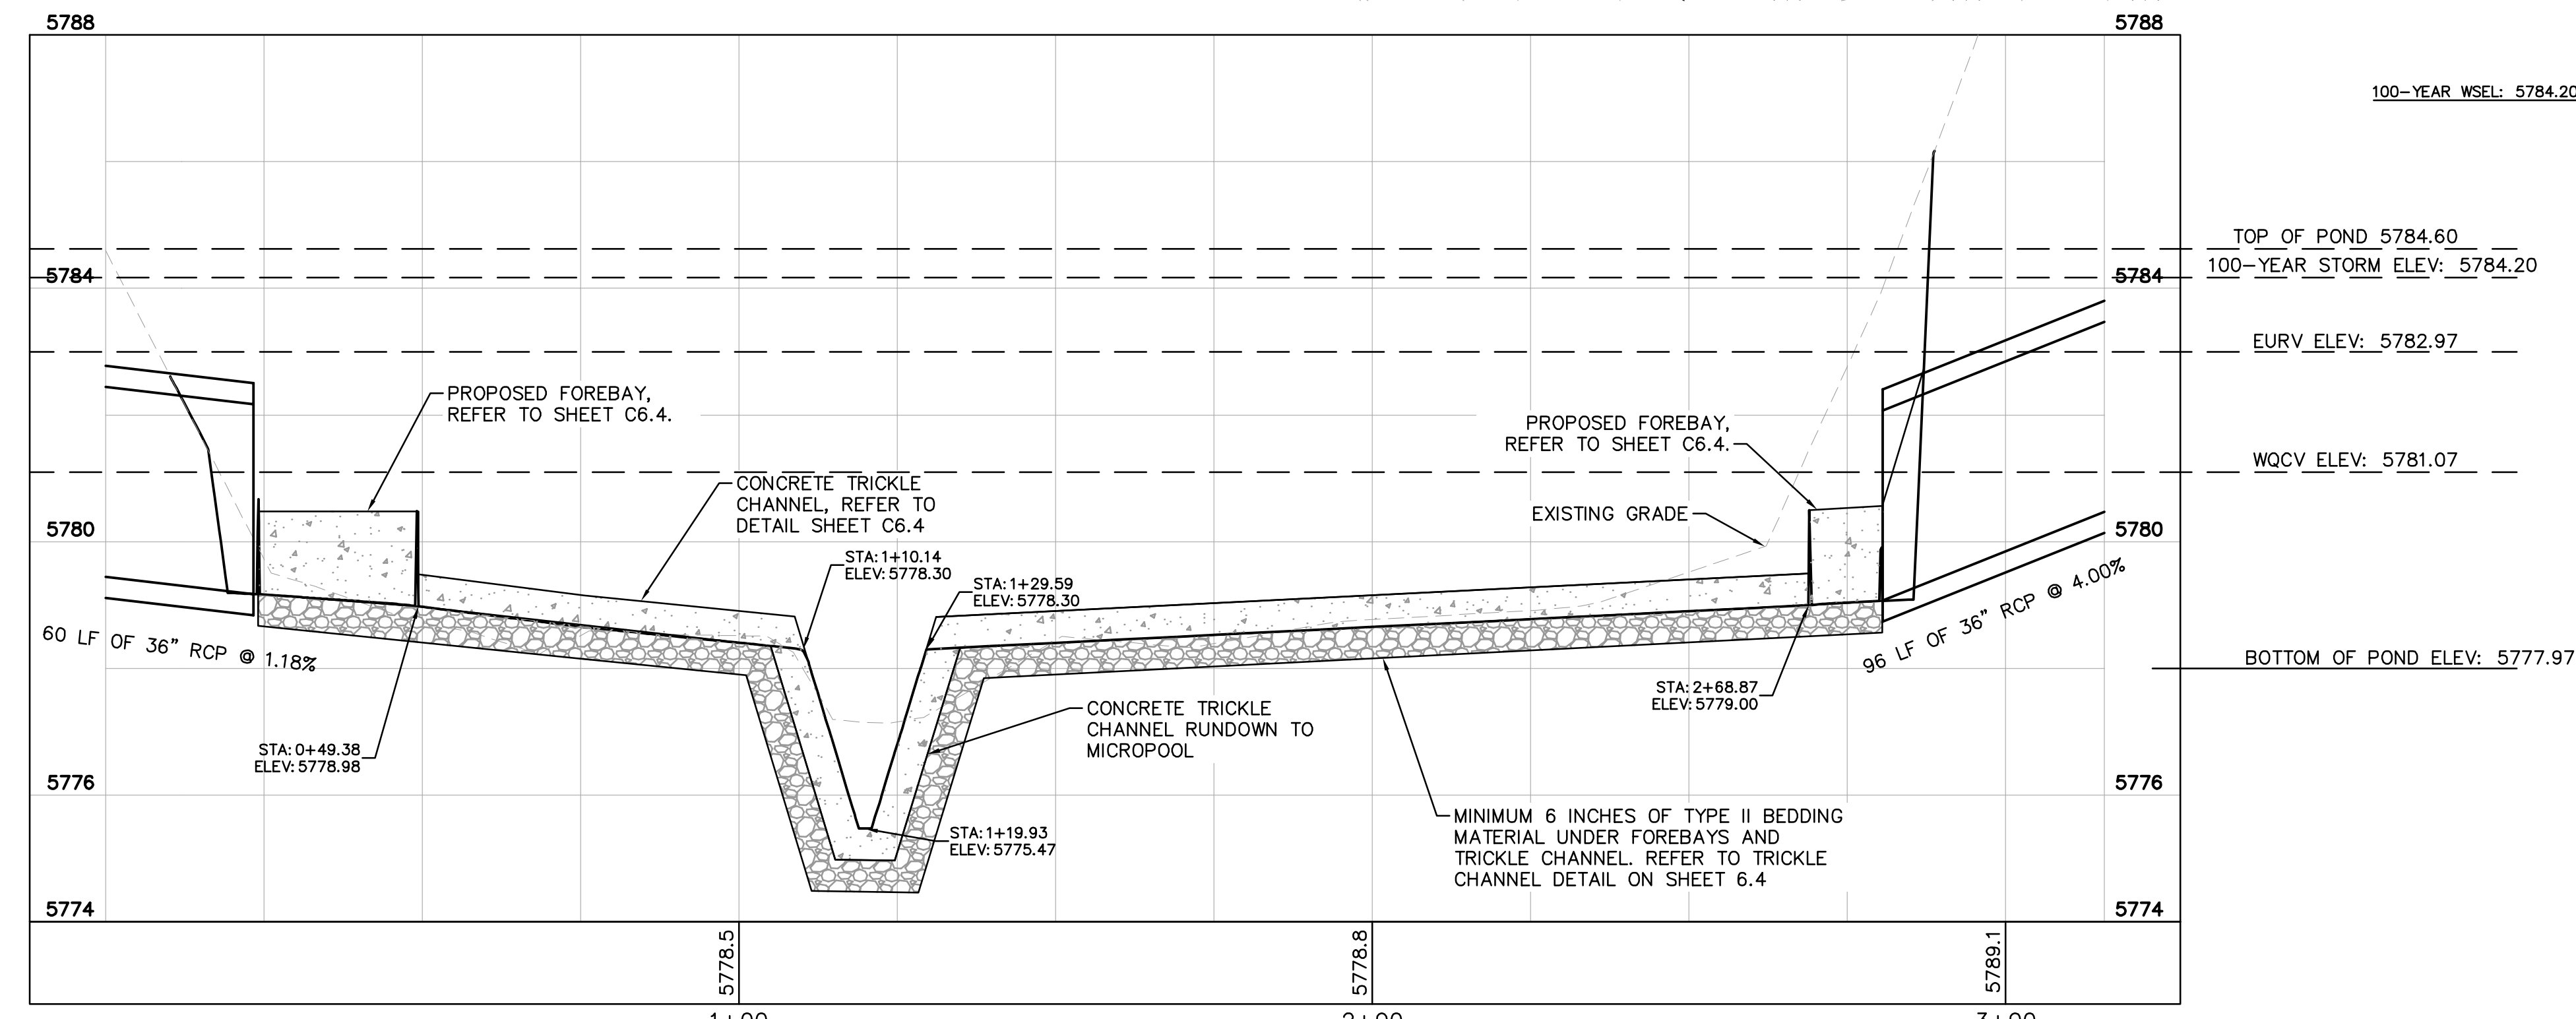 5788
5788
100-YEAR WSEL: 5784.20
TOP OF POND 5784.60
100-YEAR STORM ELEV: 5784.20
5784
5784
EURV ELEV: 5782.97
PROPOSED FOREBAY,
REFER TO SHEET C6.4.
PROPOSED FOREBAY,
REFER TO SHEET C6.4.
WQCV ELEV: 5781.07
CONCRETE TRICKLE
CHANNEL, REFER TO
DETAIL SHEET C6.4
EXISTING GRADE
5780
5780
STA: 1+10.14
ELEV: 5778.30
STA: 1+29.59
ELEV: 5778.30
60 LF OF 36" RCP @ 1.18%
96 LF OF 36" RCP @ 4.00%
BOTTOM OF POND ELEV: 5777.97
STA: 2+68.87
ELEV: 5779.00
CONCRETE TRICKLE
CHANNEL RUNDOWN TO
MICROPOOL
STA: 0+49.38
ELEV: 5778.98
5776
5776
MINIMUM 6 INCHES OF TYPE II BEDDING
MATERIAL UNDER FOREBAYS AND
TRICKLE CHANNEL. REFER TO TRICKLE
CHANNEL DETAIL ON SHEET 6.4
STA: 1+19.93
ELEV: 5775.47
5774
5774
5778.5
5778.8
5789.1
1+00
2+00
3+00